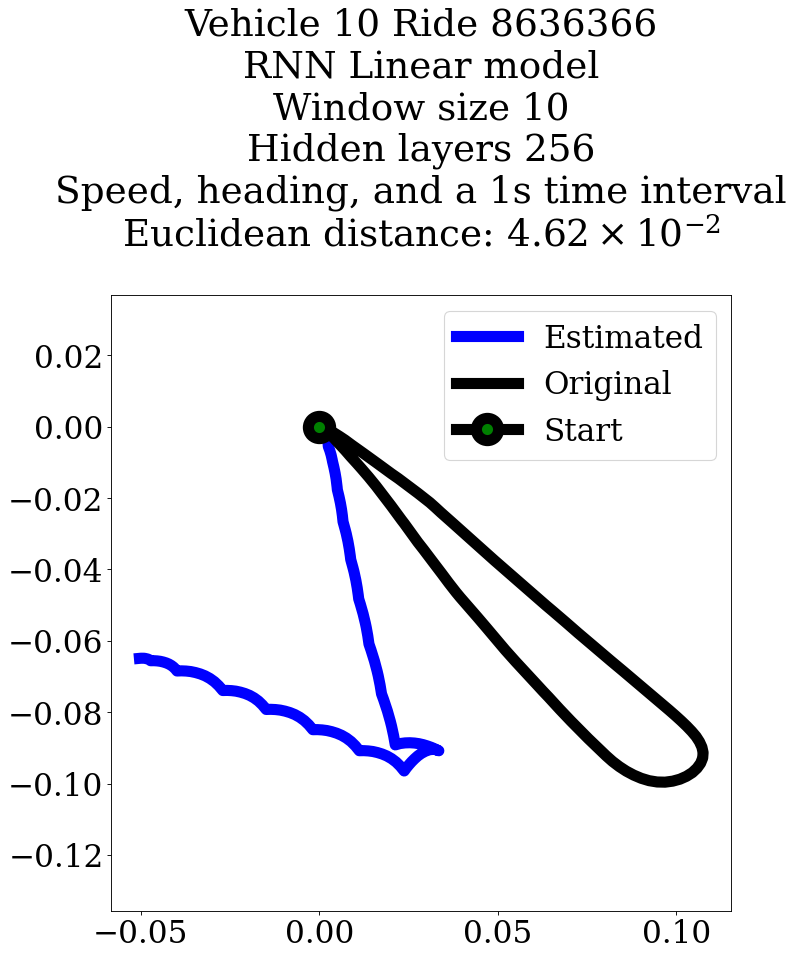 Vehicle 10 Ride 8636366
RNN Linear model
Window size 10
Hidden layers 256
Speed, heading, and a 1s time interval
Euclidean distance: 4.62 × 10⁻²
Estimated
Original
Start
0.02
0.00
−0.02
−0.04
−0.06
−0.08
−0.10
−0.12
−0.05 0.00 0.05 0.10